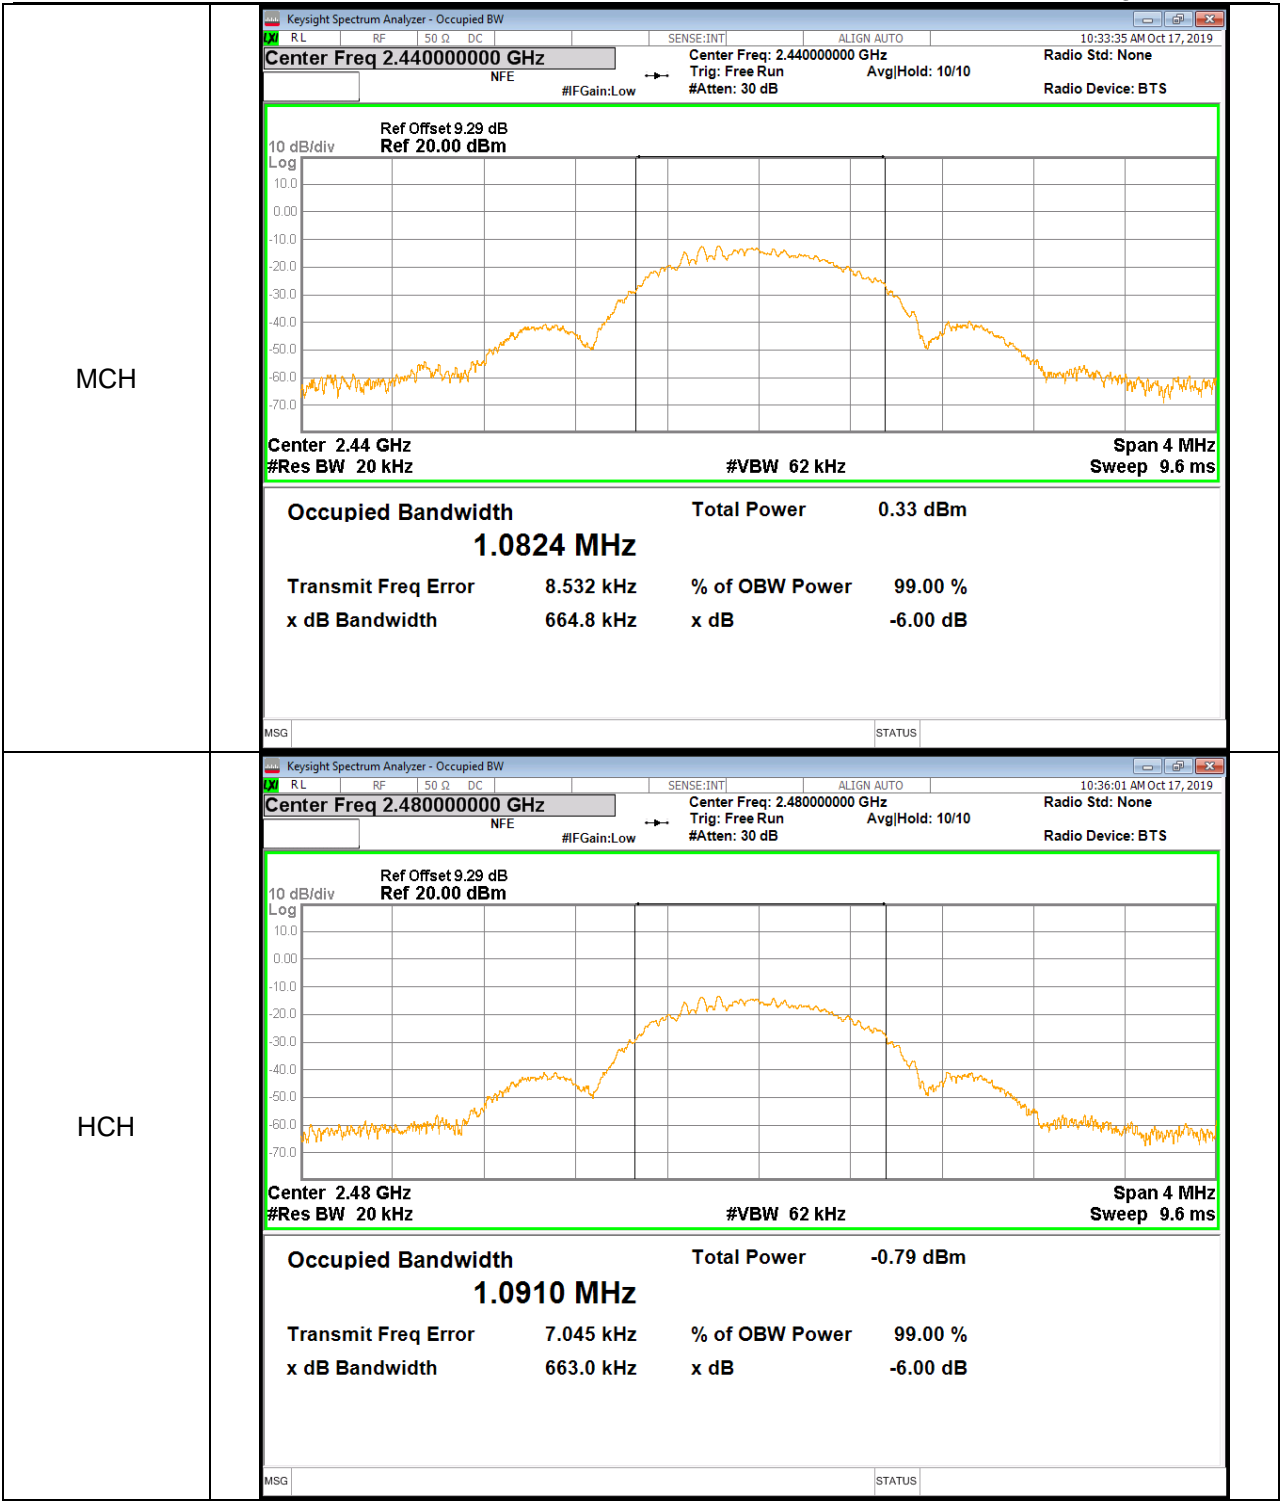 MCH
Keysight Spectrum Analyzer - Occupied BW
LXI RL RF 50 Ω DC SENSE:INT ALIGN AUTO 10:33:35 AM Oct 17, 2019
Center Freq 2.440000000 GHz
Center Freq: 2.440000000 GHz Radio Std: None
NFE Trig: Free Run Avg|Hold: 10/10
#IFGain:Low #Atten: 30 dB Radio Device: BTS
Ref Offset 9.29 dB
10 dB/div Ref 20.00 dBm
Log
10.0
0.00
-10.0
-20.0
-30.0
-40.0
-50.0
-60.0
-70.0
Center 2.44 GHz Span 4 MHz
#Res BW 20 kHz #VBW 62 kHz Sweep 9.6 ms
Occupied Bandwidth Total Power 0.33 dBm
1.0824 MHz
Transmit Freq Error 8.532 kHz % of OBW Power 99.00 %
x dB Bandwidth 664.8 kHz x dB -6.00 dB
MSG STATUS
HCH
Keysight Spectrum Analyzer - Occupied BW
LXI RL RF 50 Ω DC SENSE:INT ALIGN AUTO 10:36:01 AM Oct 17, 2019
Center Freq 2.480000000 GHz
Center Freq: 2.480000000 GHz Radio Std: None
NFE Trig: Free Run Avg|Hold: 10/10
#IFGain:Low #Atten: 30 dB Radio Device: BTS
Ref Offset 9.29 dB
10 dB/div Ref 20.00 dBm
Log
10.0
0.00
-10.0
-20.0
-30.0
-40.0
-50.0
-60.0
-70.0
Center 2.48 GHz Span 4 MHz
#Res BW 20 kHz #VBW 62 kHz Sweep 9.6 ms
Occupied Bandwidth Total Power -0.79 dBm
1.0910 MHz
Transmit Freq Error 7.045 kHz % of OBW Power 99.00 %
x dB Bandwidth 663.0 kHz x dB -6.00 dB
MSG STATUS